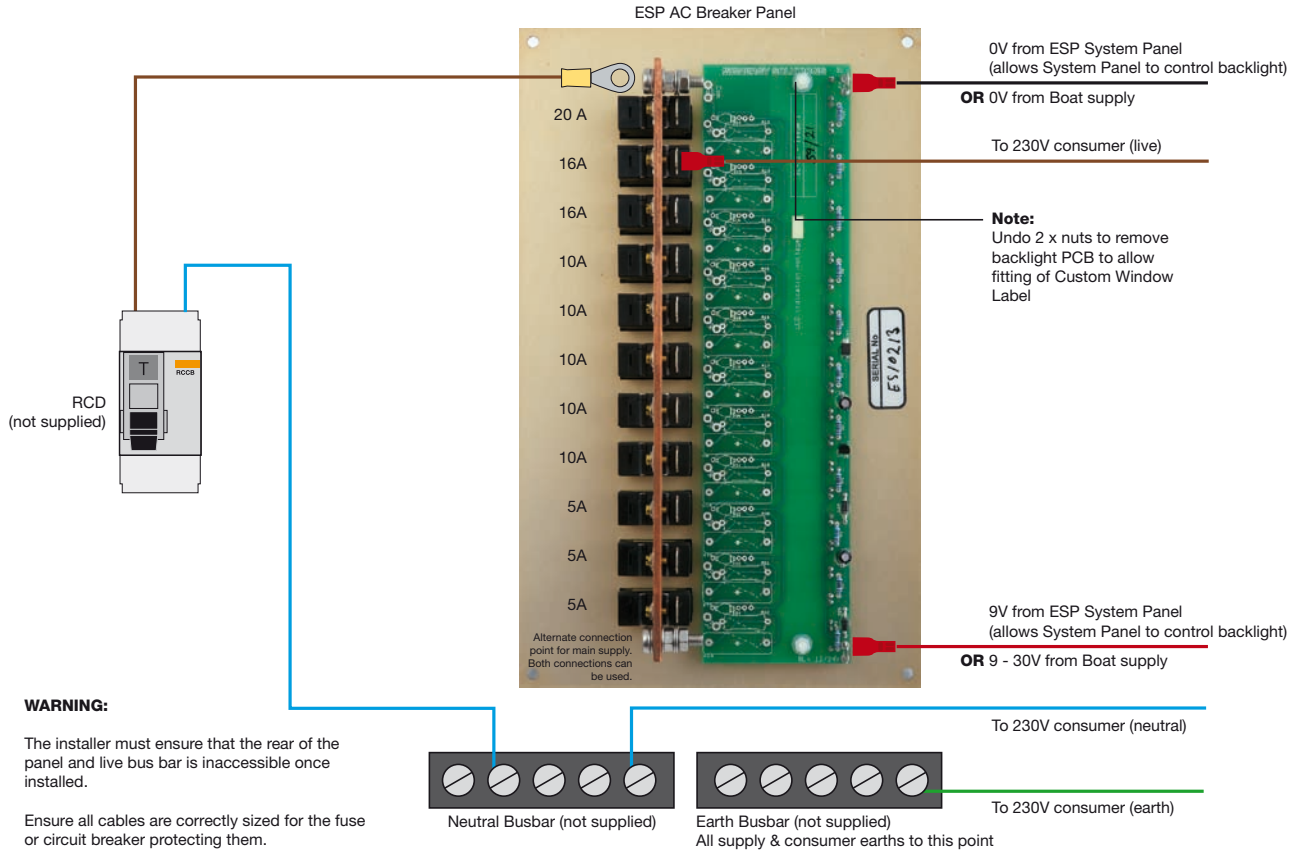 ESP AC Breaker Panel
0V from ESP System Panel
(allows System Panel to control backlight)
OR 0V from Boat supply
20 A
To 230V consumer (live)
16A
16A
Note:
Undo 2 x nuts to remove
backlight PCB to allow
fitting of Custom Window
Label
10A
10A
10A
10A
10A
5A
5A
5A
T
RCCB
RCD
(not supplied)
59/21
LED indication voltage
SERIAL No
ES10213
Alternate connection
point for main supply.
Both connections can
be used.
9V from ESP System Panel
(allows System Panel to control backlight)
OR 9 - 30V from Boat supply
WARNING:
The installer must ensure that the rear of the
panel and live bus bar is inaccessible once
installed.
Ensure all cables are correctly sized for the fuse
or circuit breaker protecting them.
To 230V consumer (neutral)
Neutral Busbar (not supplied)
Earth Busbar (not supplied)
All supply & consumer earths to this point
To 230V consumer (earth)